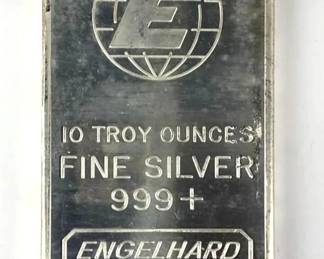 E
10 TROY OUNCES
FINE SILVER
999+
ENGELHARD